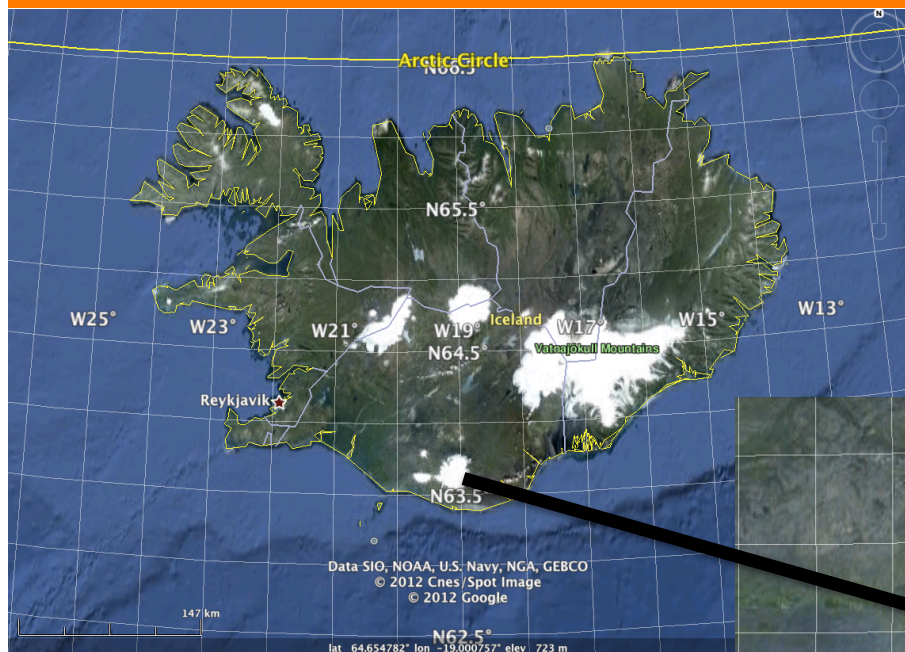 N
Arctic Circle
N66.5°
N65.5°
W25°
W23°
W21°
W19°
Iceland
W17°
W15°
W13°
N64.5°
Vatnajökull Mountains
Reykjavik
N63.5°
Data SIO, NOAA, U.S. Navy, NGA, GEBCO
© 2012 Cnes/Spot Image
© 2012 Google
147 km
N62.5°
lat 64.654782° lon -19.000757° elev 723 m